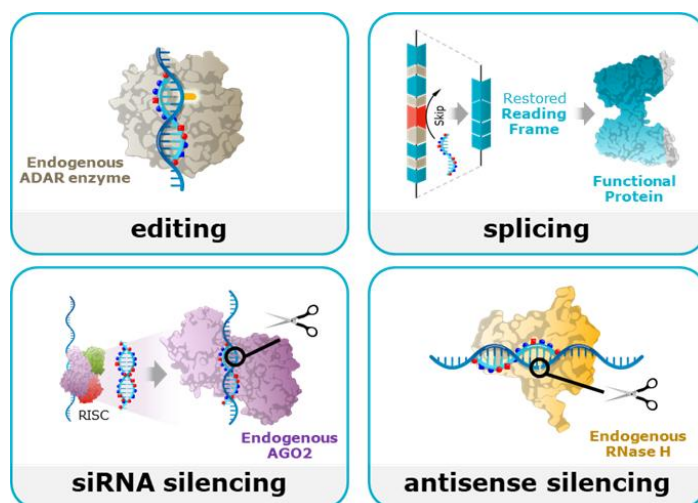 Endogenous
ADAR enzyme
editing
Skip
Restored
Reading
Frame
Functional
Protein
splicing
RISC
Endogenous
AGO2
siRNA silencing
Endogenous
RNase H
antisense silencing